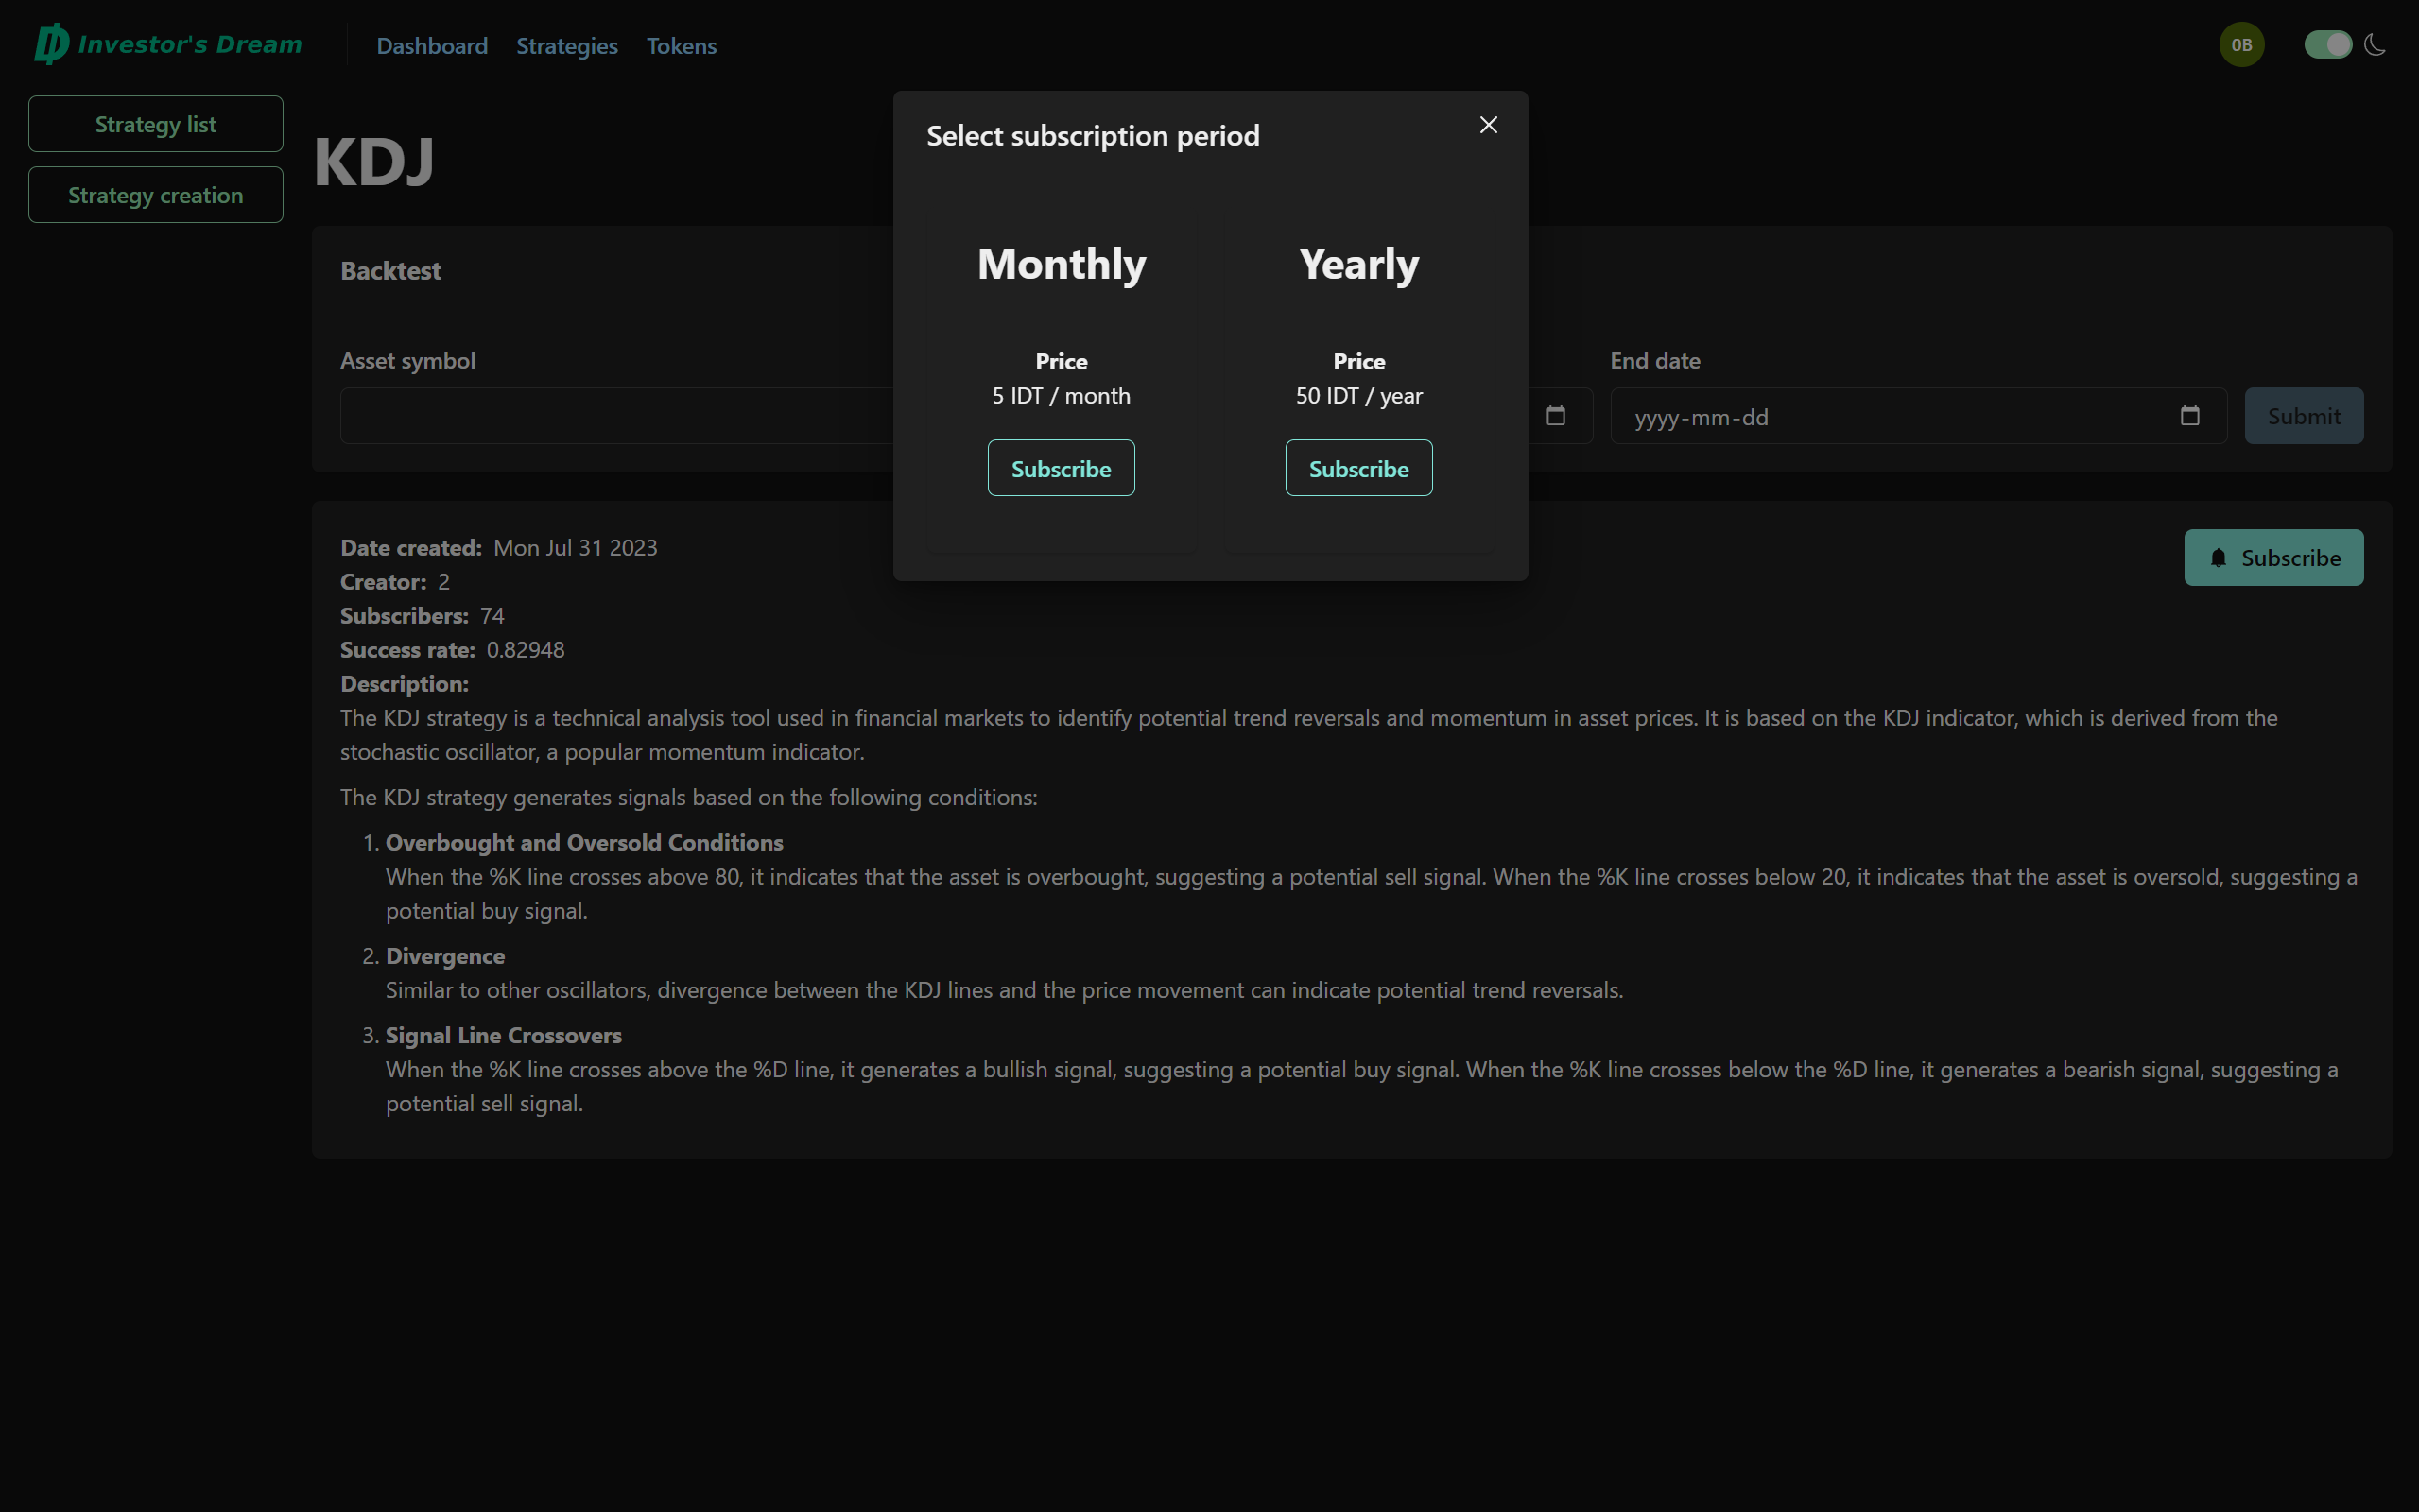 Investor's Dream
Dashboard Strategies Tokens
0B
Strategy list
Strategy creation
KDJ
Select subscription period
Monthly
Price
5 IDT / month
Subscribe
Yearly
Price
50 IDT / year
Subscribe
Backtest
Asset symbol
End date
yyyy-mm-dd
Submit
Date created: Mon Jul 31 2023
Creator: 2
Subscribers: 74
Success rate: 0.82948
Description:
Subscribe
The KDJ strategy is a technical analysis tool used in financial markets to identify potential trend reversals and momentum in asset prices. It is based on the KDJ indicator, which is derived from the
stochastic oscillator, a popular momentum indicator.
The KDJ strategy generates signals based on the following conditions:
1. Overbought and Oversold Conditions
When the %K line crosses above 80, it indicates that the asset is overbought, suggesting a potential sell signal. When the %K line crosses below 20, it indicates that the asset is oversold, suggesting a
potential buy signal.
2. Divergence
Similar to other oscillators, divergence between the KDJ lines and the price movement can indicate potential trend reversals.
3. Signal Line Crossovers
When the %K line crosses above the %D line, it generates a bullish signal, suggesting a potential buy signal. When the %K line crosses below the %D line, it generates a bearish signal, suggesting a
potential sell signal.